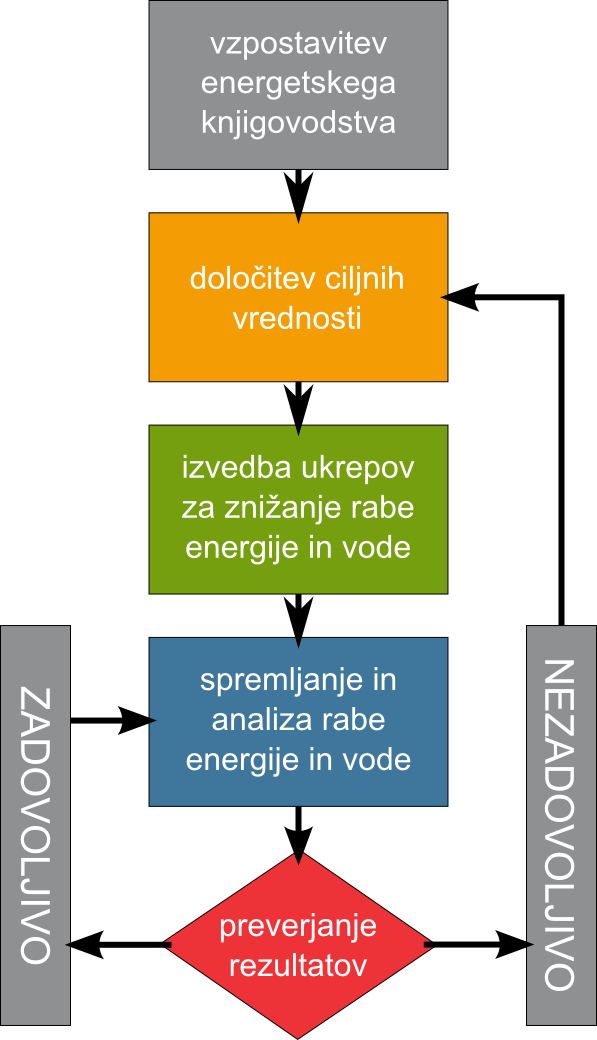 vzpostavitev
energetskega
knjigovodstva
določitev ciljnih
vrednosti
izvedba ukrepov
za znižanje rabe
energije in vode
spremljanje in
analiza rabe
energije in vode
ZADOVOLJIVO
NEZADOVOLJIVO
preverjanje
rezultatov